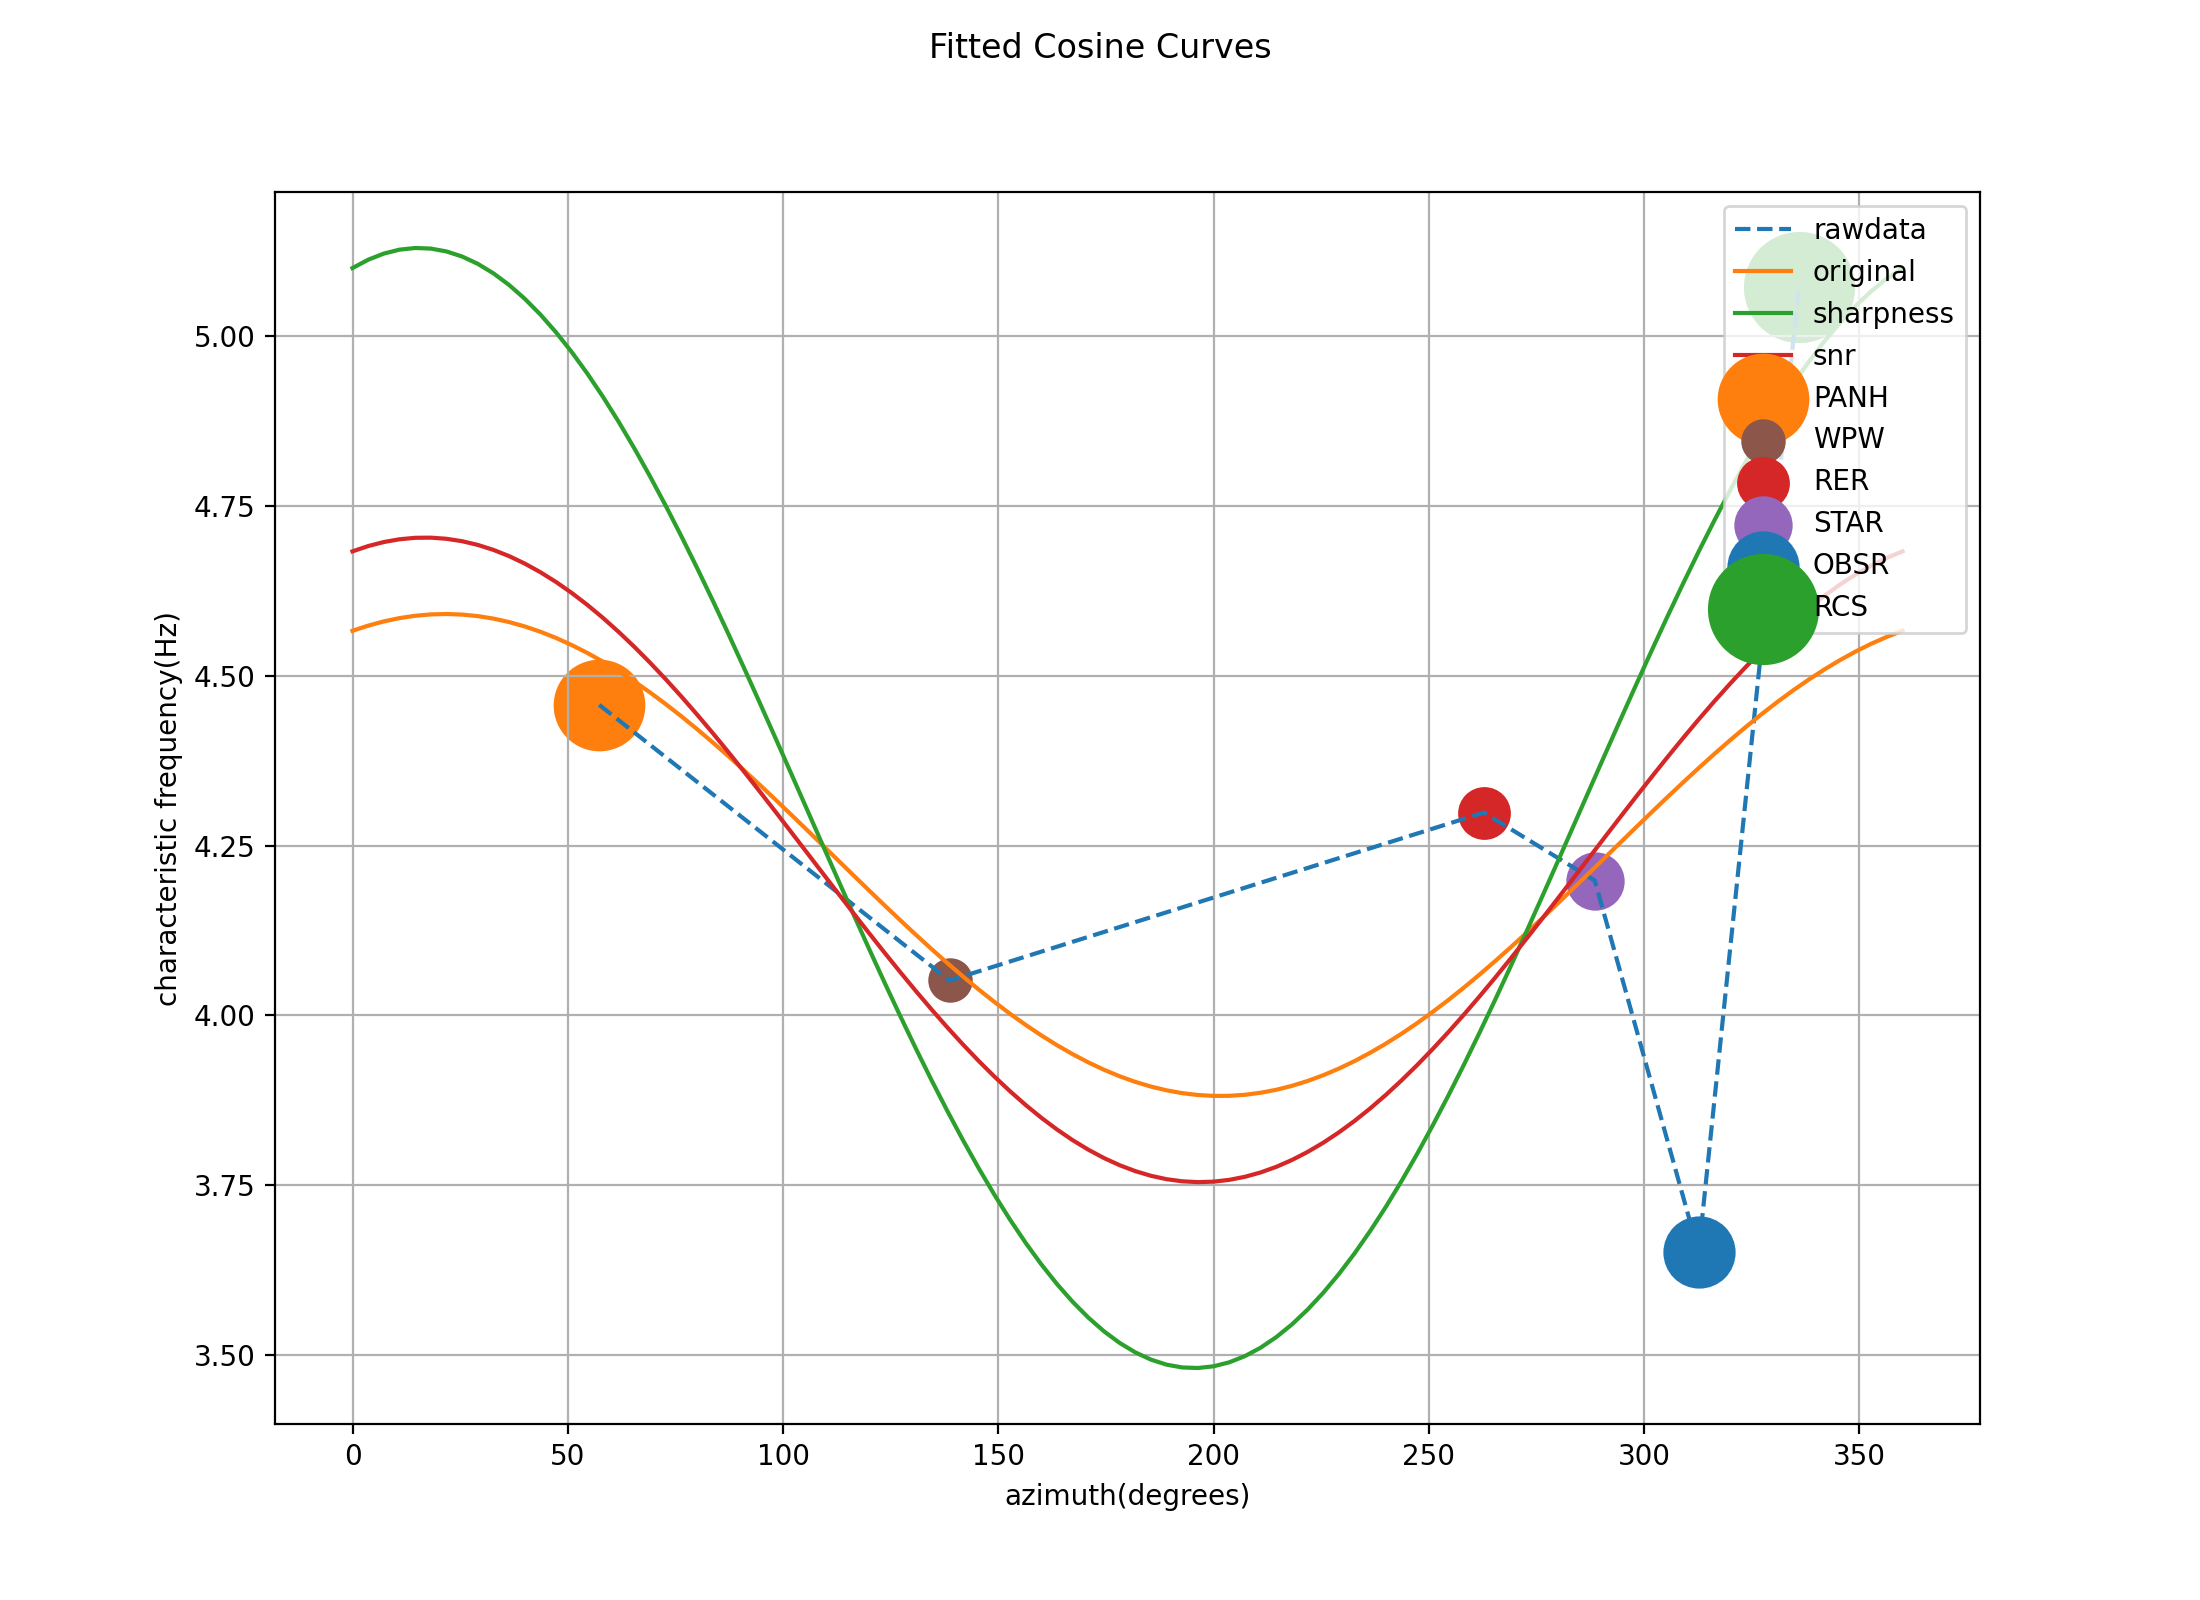 Fitted Cosine Curves
rawdata
original
sharpness
snr
PANH
WPW
RER
STAR
OBSR
RCS
characteristic frequency(Hz)
5.00
4.75
4.50
4.25
4.00
3.75
3.50
0 50 100 150 200 250 300 350
azimuth(degrees)